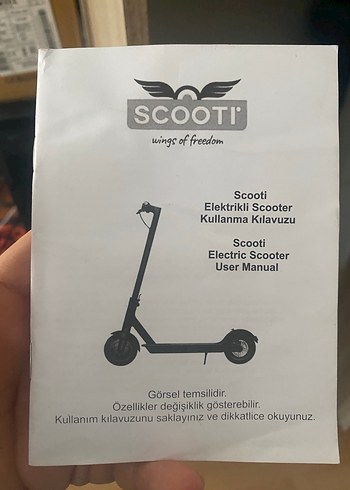 SCOOTI
wings of freedom
Scooti
Elektrikli Scooter
Kullanma Kılavuzu
Scooti
Electric Scooter
User Manual
Görsel temsilidir.
Özellikler değişiklik gösterebilir.
Kullanım kılavuzunu saklayınız ve dikkatlice okuyunuz.